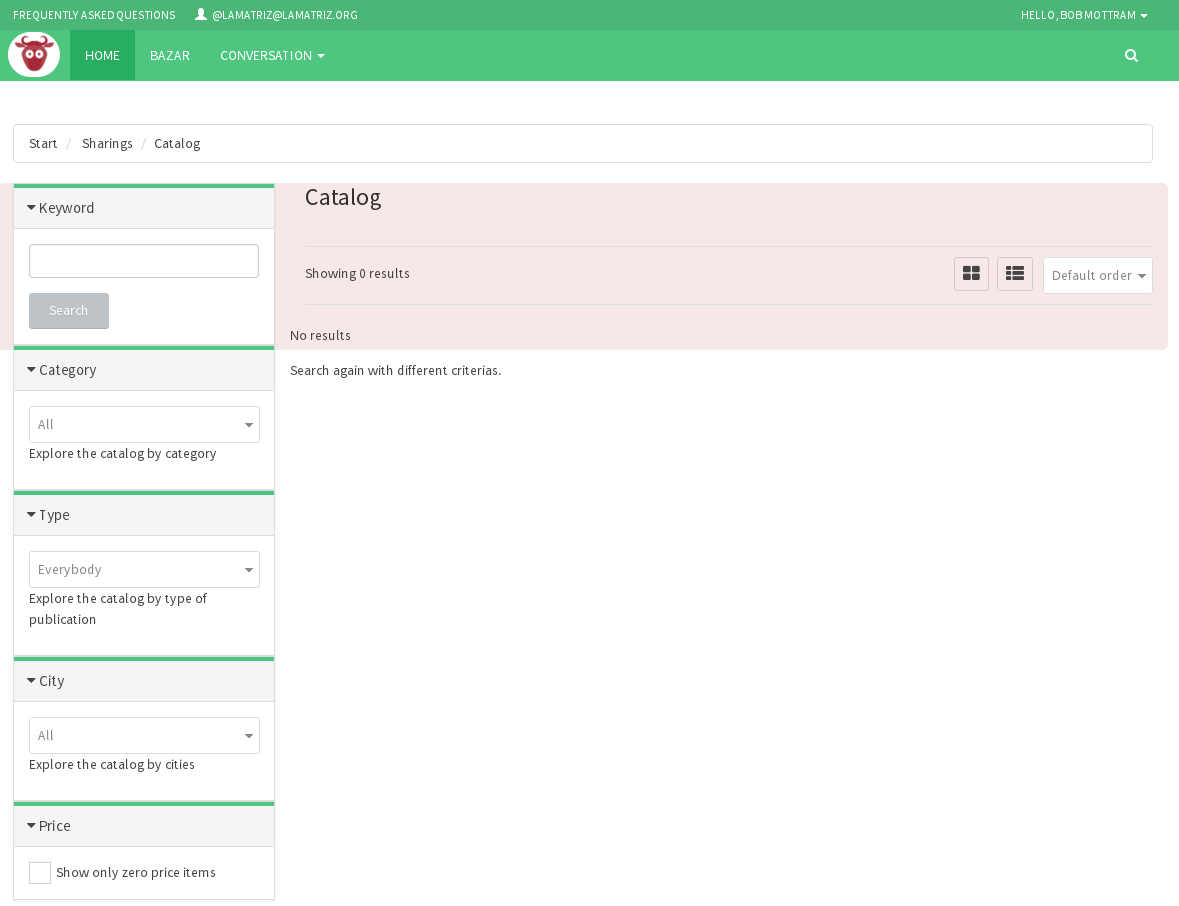 FREQUENTLY ASKED QUESTIONS @LAMATRIZ@LAMATRIZ.ORG HELLO, BOB MOTTRAM
HOME BAZAR CONVERSATION
Start / Sharings / Catalog
Keyword
Search
Category
All
Explore the catalog by category
Type
Everybody
Explore the catalog by type of
publication
City
All
Explore the catalog by cities
Price
Show only zero price items
Catalog
Showing 0 results Default order
No results
Search again with different criterias.